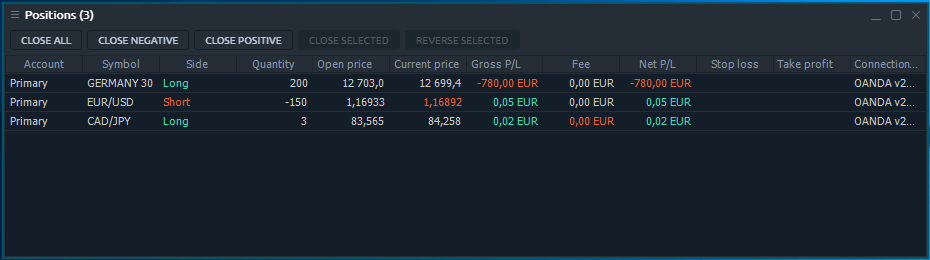 Positions (3)
CLOSE ALL CLOSE NEGATIVE CLOSE POSITIVE CLOSE SELECTED REVERSE SELECTED
Account Symbol Side Quantity Open price Current price Gross P/L Fee Net P/L Stop loss Take profit Connection...
Primary GERMANY 30 Long 200 12 703,0 12 699,4 -780,00 EUR 0,00 EUR -780,00 EUR OANDA v2...
Primary EUR/USD Short -150 1,16933 1,16892 0,05 EUR 0,00 EUR 0,05 EUR OANDA v2...
Primary CAD/JPY Long 3 83,565 84,258 0,02 EUR 0,00 EUR 0,02 EUR OANDA v2...